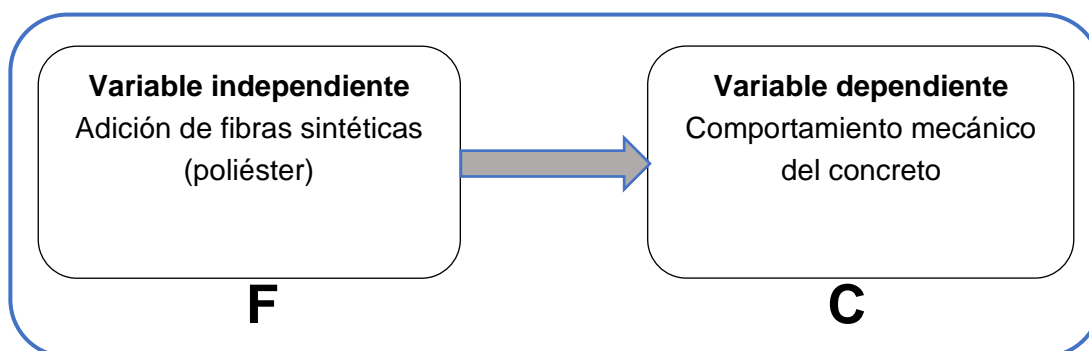 Variable independiente
Adición de fibras sintéticas
(poliéster)
F
Variable dependiente
Comportamiento mecánico
del concreto
C